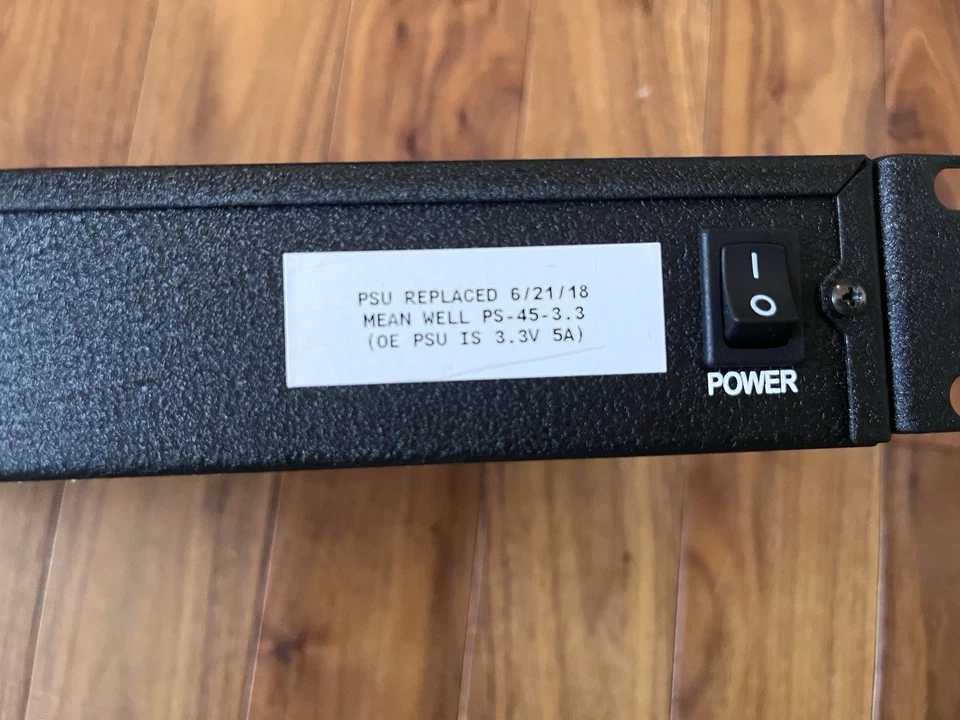 PSU REPLACED 6/21/18
MEAN WELL PS-45-3.3
(OE PSU IS 3.3V 5A)
I
O
POWER